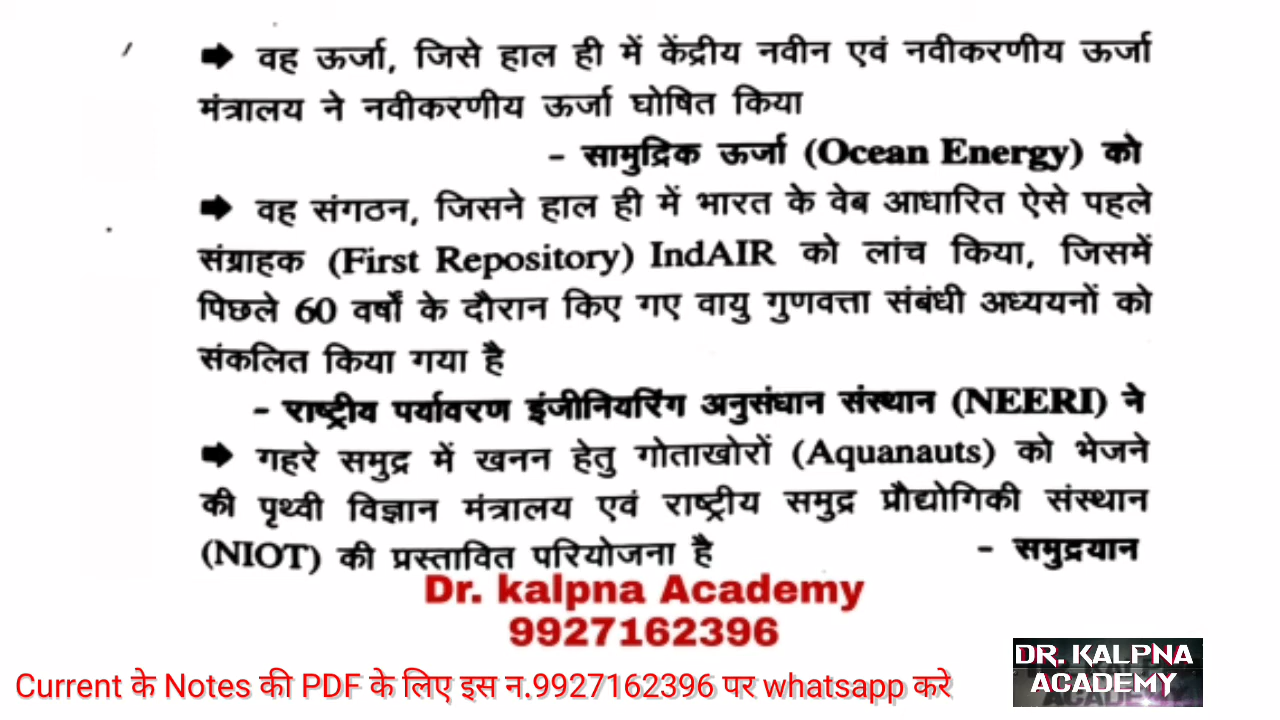 ➡ वह ऊर्जा, जिसे हाल ही में केंद्रीय नवीन एवं नवीकरणीय ऊर्जा
मंत्रालय ने नवीकरणीय ऊर्जा घोषित किया
- सामुद्रिक ऊर्जा (Ocean Energy) को
➡ वह संगठन, जिसने हाल ही में भारत के वेब आधारित ऐसे पहले
संग्राहक (First Repository) IndAIR को लांच किया, जिसमें
पिछले 60 वर्षों के दौरान किए गए वायु गुणवत्ता संबंधी अध्ययनों को
संकलित किया गया है
- राष्ट्रीय पर्यावरण इंजीनियरिंग अनुसंधान संस्थान (NEERI) ने
➡ गहरे समुद्र में खनन हेतु गोताखोरों (Aquanauts) को भेजने
की पृथ्वी विज्ञान मंत्रालय एवं राष्ट्रीय समुद्र प्रौद्योगिकी संस्थान
(NIOT) की प्रस्तावित परियोजना है - समुद्रयान
Dr. kalpna Academy
9927162396
Current के Notes की PDF के लिए इस न.9927162396 पर whatsapp करे
DR. KALPNA
ACADEMY